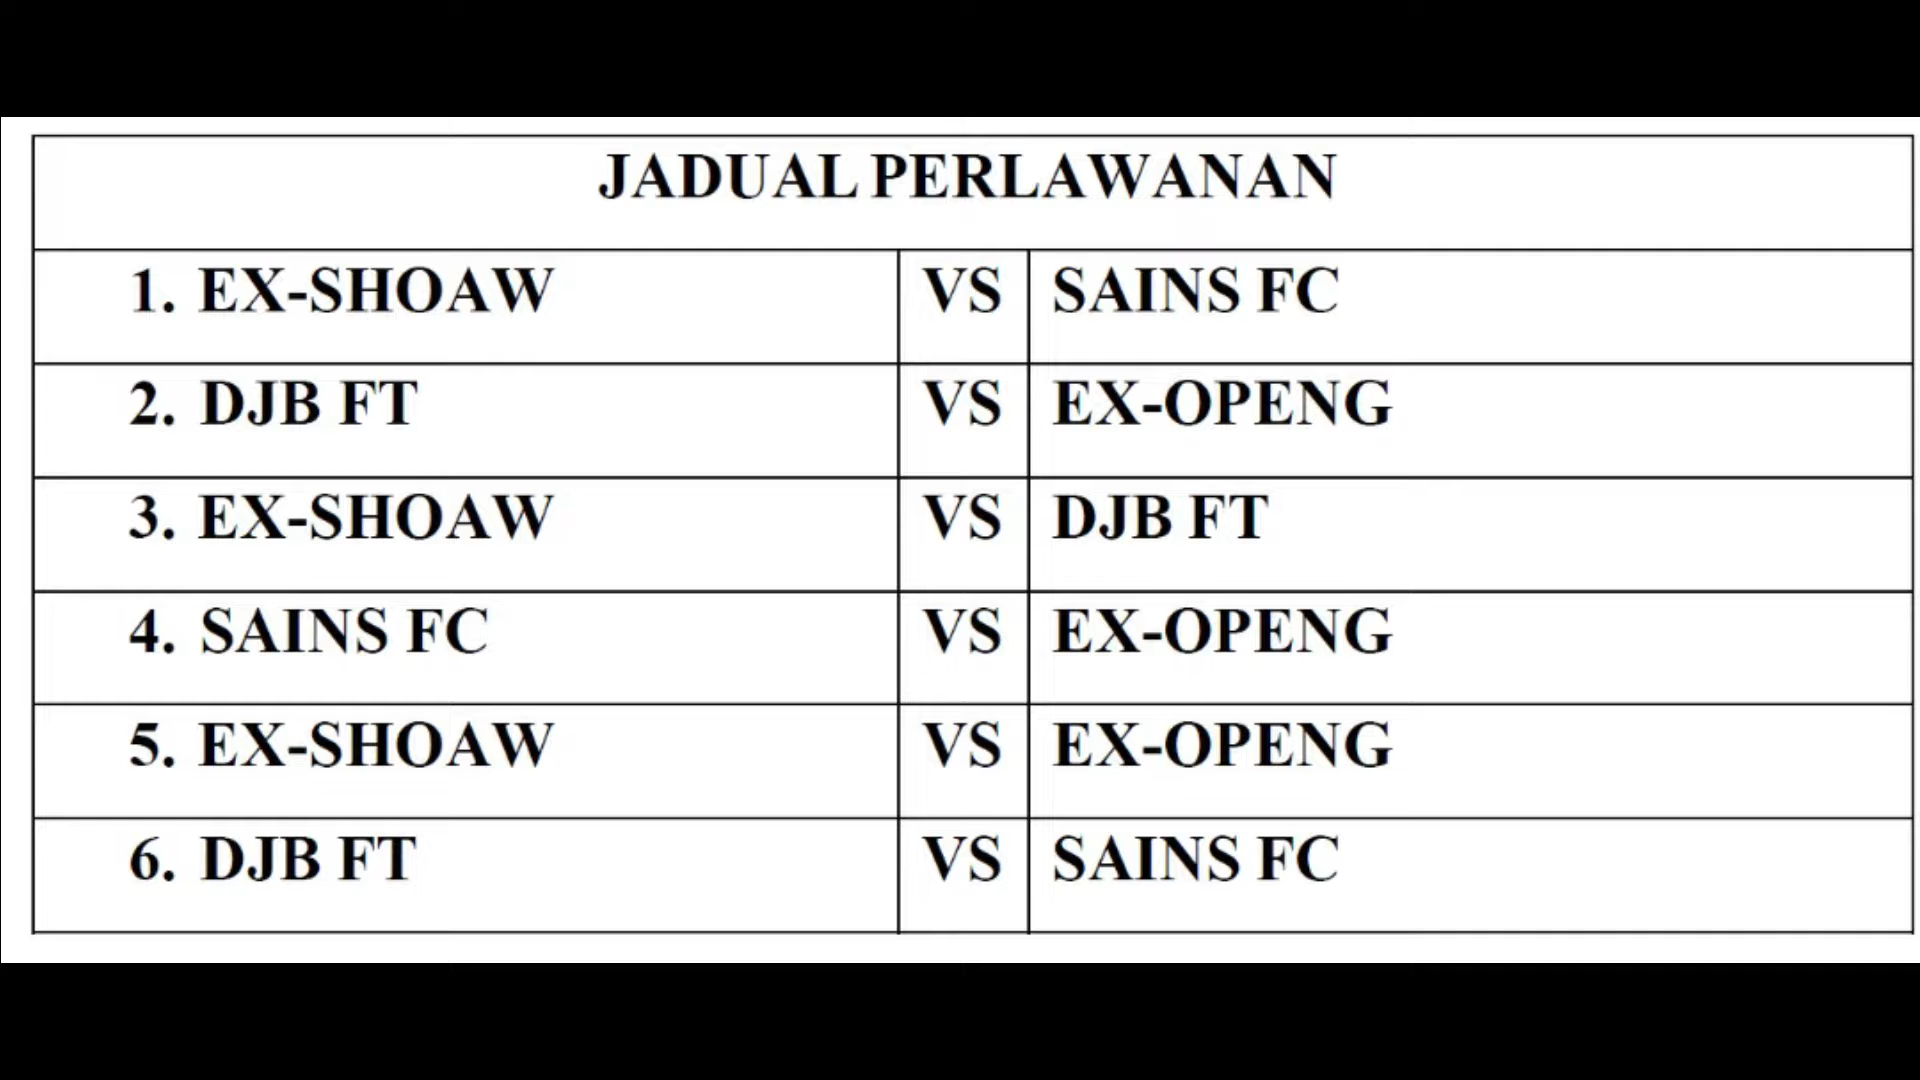 JADUAL PERLAWANAN
1. EX-SHOAW VS SAINS FC
2. DJB FT VS EX-OPENG
3. EX-SHOAW VS DJB FT
4. SAINS FC VS EX-OPENG
5. EX-SHOAW VS EX-OPENG
6. DJB FT VS SAINS FC